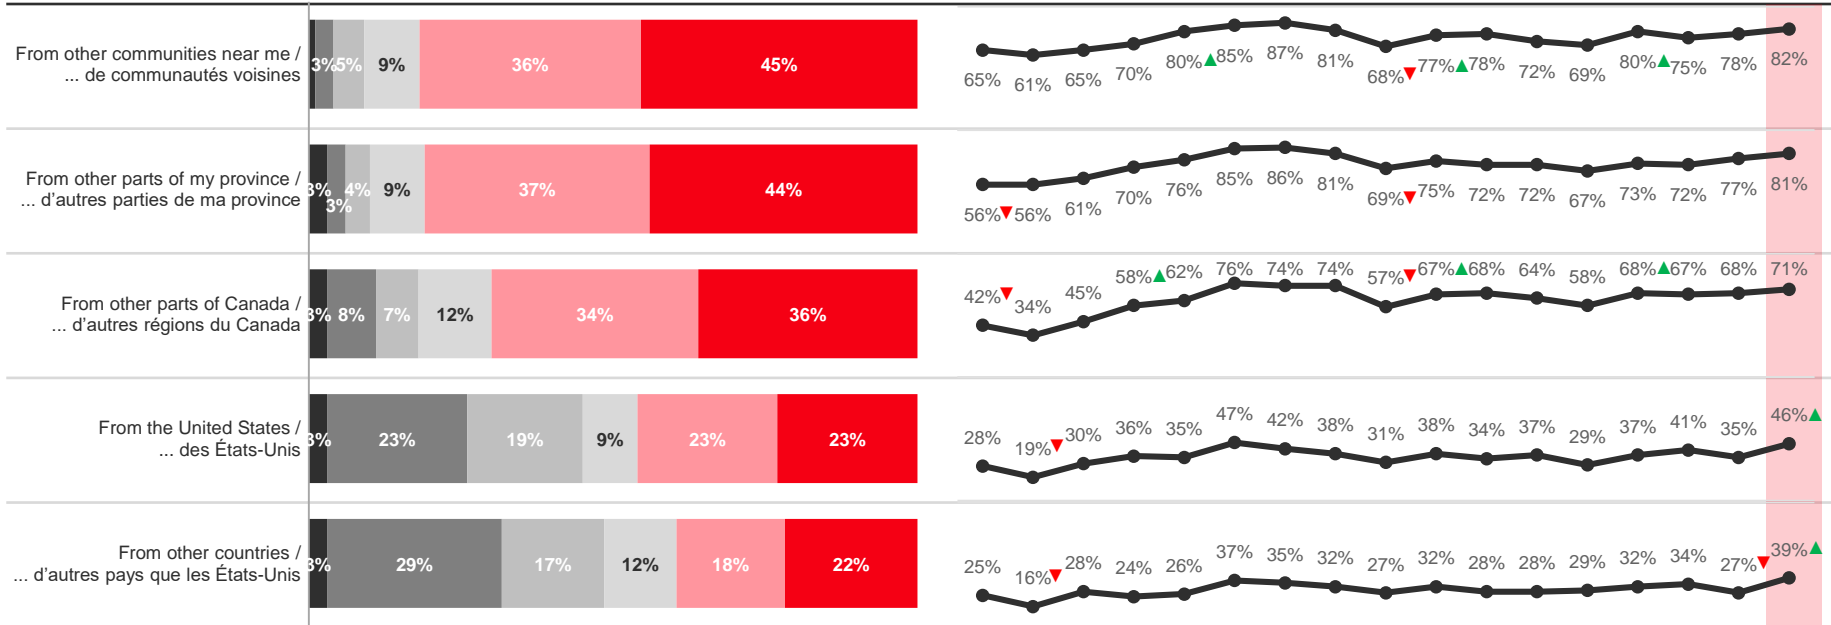 From other communities near me /
... de communautés voisines
3% 5% 9% 36% 45%
65% 61% 65% 70% 80% ▲ 85% 87% 81% 68% ▼ 77% ▲ 78% 72% 69% 80% ▲ 75% 78% 82%
From other parts of my province /
... d'autres parties de ma province
3% 3% 4% 9% 37% 44%
56% ▼ 56% 61% 70% 76% 85% 86% 81% 69% ▼ 75% 72% 72% 67% 73% 72% 77% 81%
From other parts of Canada /
... d'autres régions du Canada
3% 8% 7% 12% 34% 36%
42% ▼ 34% 45% 58% ▲ 62% 76% 74% 74% 57% ▼ 67% ▲ 68% 64% 58% 68% ▲ 67% 68% 71%
From the United States /
... des États-Unis
3% 23% 19% 9% 23% 23%
28% 19% ▼ 30% 36% 35% 47% 42% 38% 31% 38% 34% 37% 29% 37% 41% 35% 46% ▲
From other countries /
... d'autres pays que les États-Unis
3% 29% 17% 12% 18% 22%
25% 16% ▼ 28% 24% 26% 37% 35% 32% 27% 32% 28% 28% 29% 32% 34% 27% ▼ 39% ▲